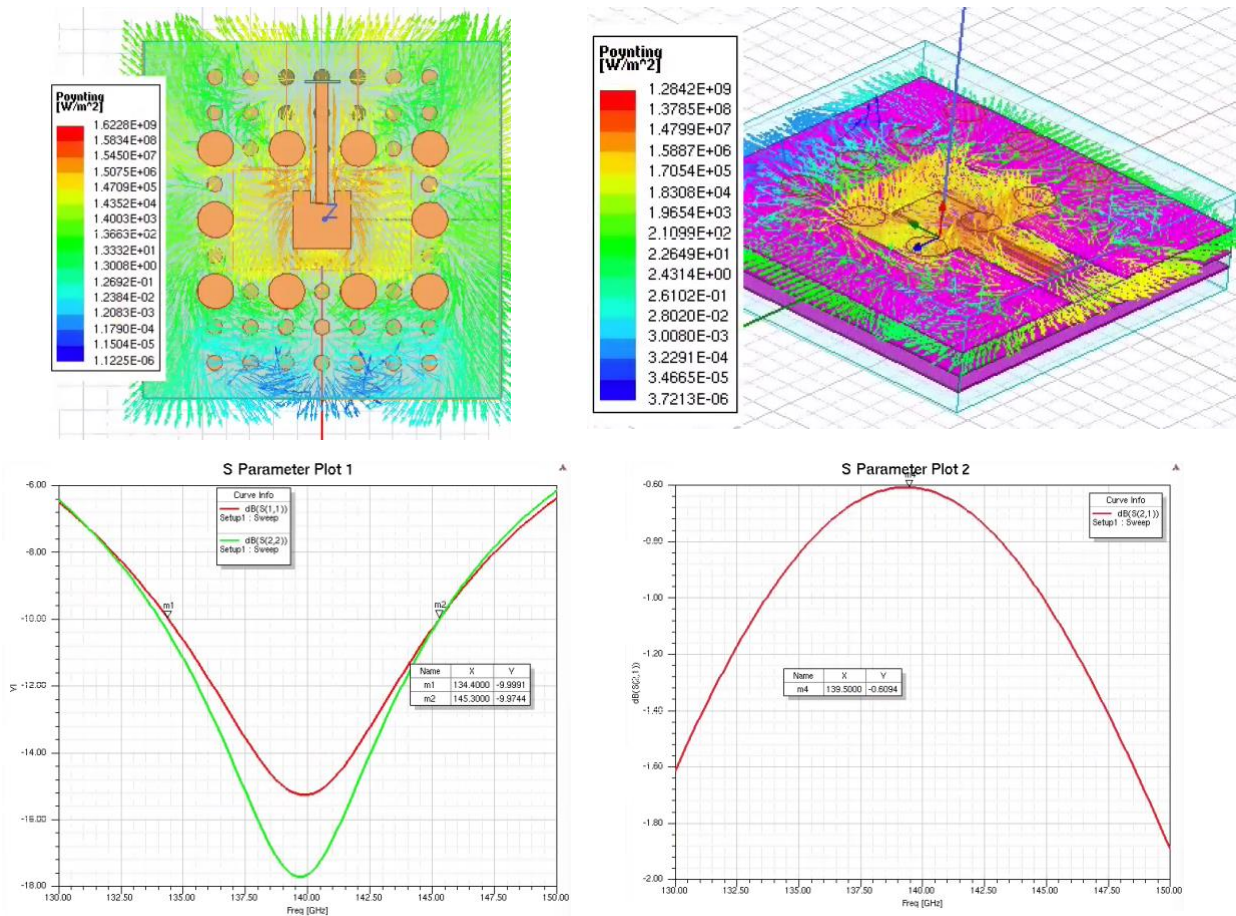 Poynting
[W/m^2]
1.6228E+09
1.5834E+08
1.5450E+07
1.5075E+06
1.4709E+05
1.4352E+04
1.4003E+03
1.3663E+02
1.3332E+01
1.3008E+00
1.2692E-01
1.2384E-02
1.2083E-03
1.1790E-04
1.1504E-05
1.1225E-06
Poynting
[W/m^2]
1.2842E+09
1.3785E+08
1.4799E+07
1.5887E+06
1.7054E+05
1.8308E+04
1.9654E+03
2.1099E+02
2.2649E+01
2.4314E+00
2.6102E-01
2.8020E-02
3.0080E-03
3.2291E-04
3.4665E-05
3.7213E-06
S Parameter Plot 1
Curve Info
dB(S(1,1))
Setup1 : Sweep
dB(S(2,2))
Setup1 : Sweep
-6.00
-8.00
-10.00
-12.00
-14.00
-16.00
-18.00
Y1
m1
m2
Name X Y
m1 134.4000 -9.9991
m2 145.3000 -9.9744
130.00 132.50 135.00 137.50 140.00 142.50 145.00 147.50 150.00
Freq [GHz]
S Parameter Plot 2
m4
Curve Info
dB(S(2,1))
Setup1 : Sweep
-0.60
-0.80
-1.00
-1.20
-1.40
-1.60
-1.80
-2.00
dB(S(2,1))
Name X Y
m4 139.5000 -0.6094
130.00 132.50 135.00 137.50 140.00 142.50 145.00 147.50 150.00
Freq [GHz]